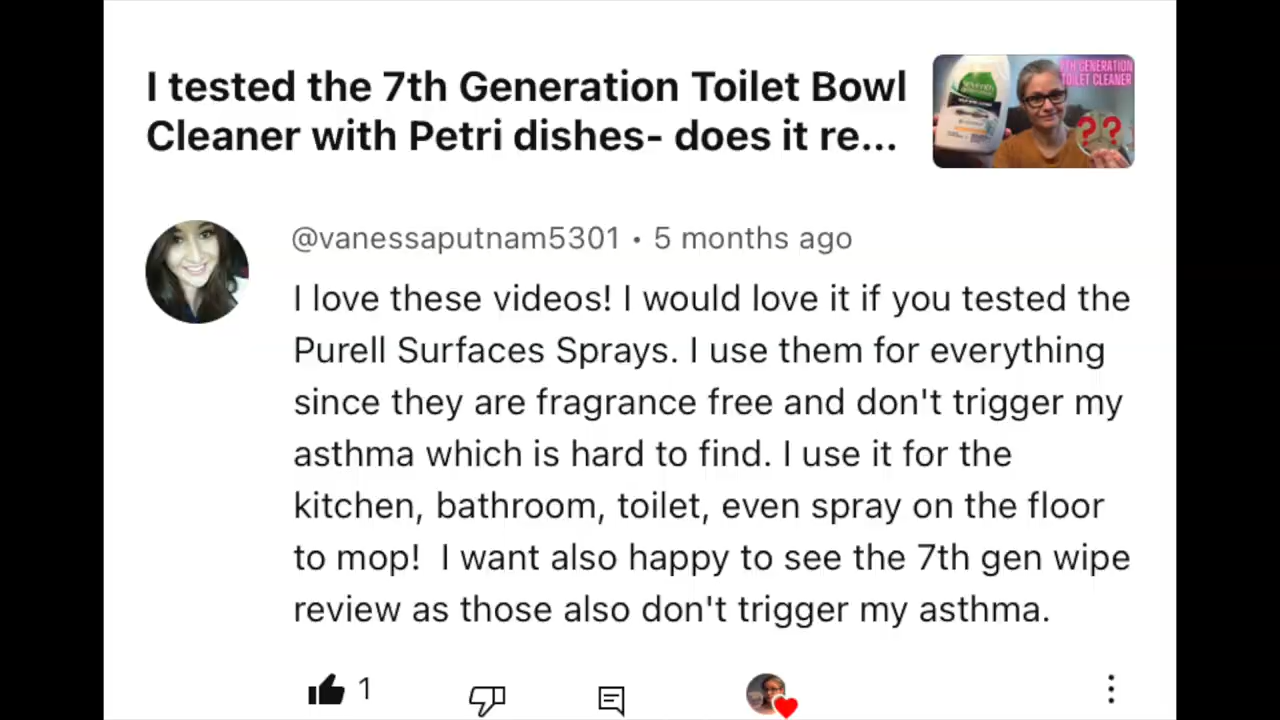 I tested the 7th Generation Toilet Bowl
Cleaner with Petri dishes- does it re...
7TH GENERATION
TOILET CLEANER
??
@vanessaputnam5301 • 5 months ago
I love these videos! I would love it if you tested the
Purell Surfaces Sprays. I use them for everything
since they are fragrance free and don't trigger my
asthma which is hard to find. I use it for the
kitchen, bathroom, toilet, even spray on the floor
to mop!  I want also happy to see the 7th gen wipe
review as those also don't trigger my asthma.
1